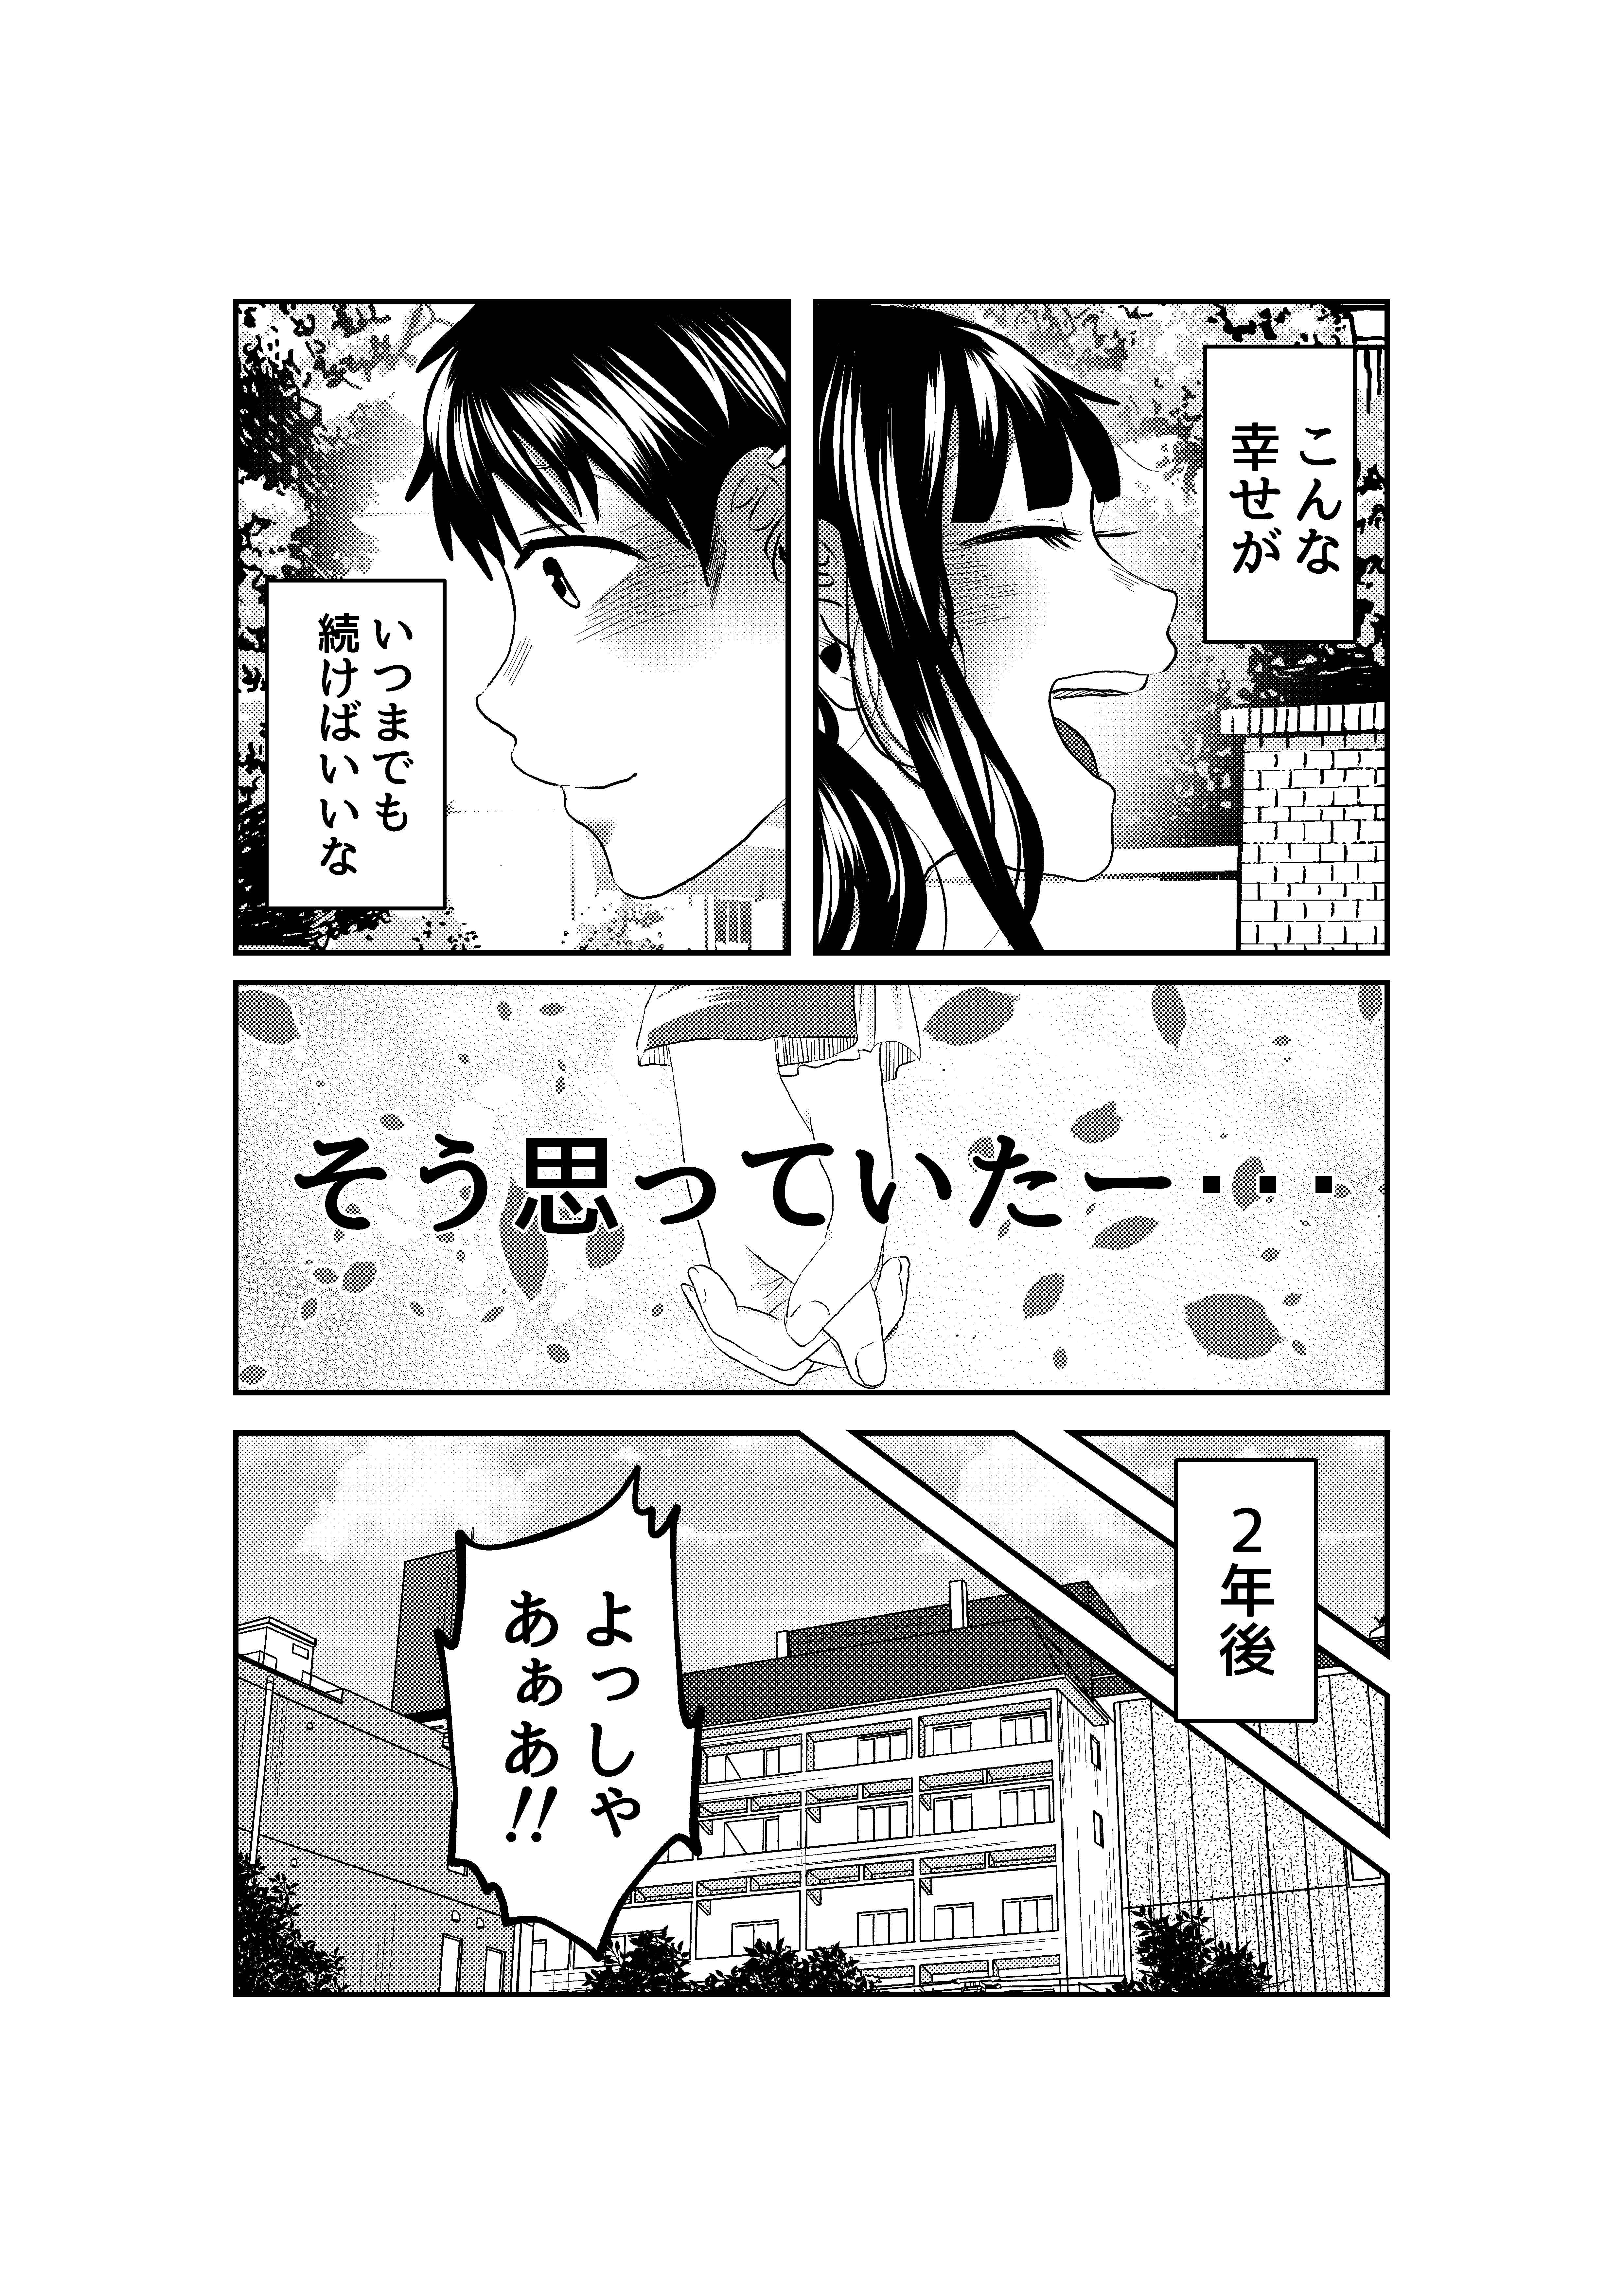 こんな
幸せが
いつまでも
続けばいいな
そう思っていたー・・・
2年後
よっしゃ
あぁあ!!